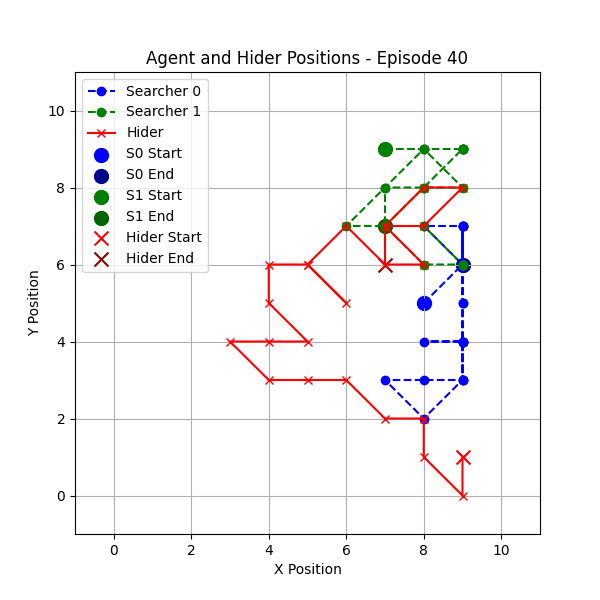 Agent and Hider Positions - Episode 40
Searcher 0
Searcher 1
Hider
S0 Start
S0 End
S1 Start
S1 End
Hider Start
Hider End
Y Position
10
8
6
4
2
0
0 2 4 6 8 10
X Position